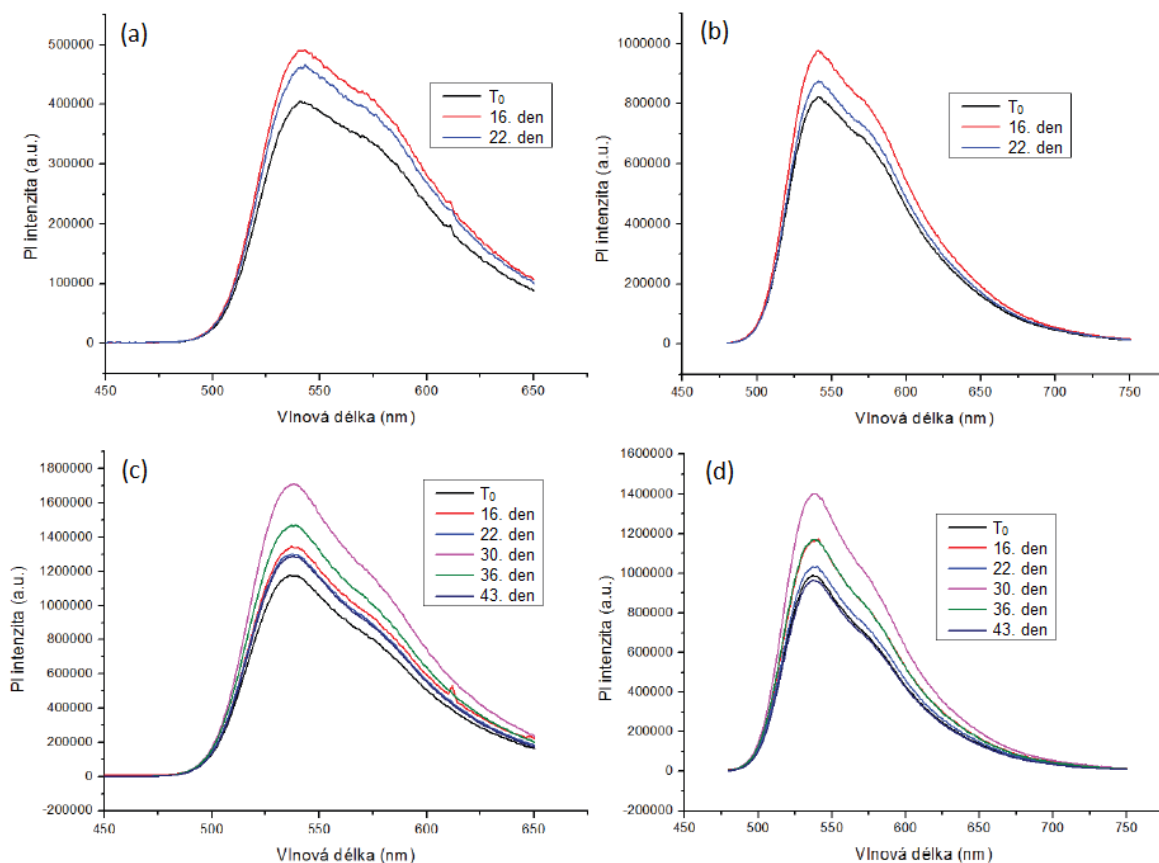 (a)
500000
400000
300000
200000
100000
0
PI intenzita (a.u.)
T₀
16. den
22. den
450 500 550 600 650
Vlnová délka (nm)
(b)
1000000
800000
600000
400000
200000
0
PI intenzita (a.u.)
T₀
16. den
22. den
450 500 550 600 650 700 750
Vlnová délka (nm)
(c)
1800000
1600000
1400000
1200000
1000000
800000
600000
400000
200000
0
-200000
PI intenzita (a.u.)
T₀
16. den
22. den
30. den
36. den
43. den
450 500 550 600 650
Vlnová délka (nm)
(d)
1600000
1400000
1200000
1000000
800000
600000
400000
200000
0
-200000
PI intenzita (a.u.)
T₀
16. den
22. den
30. den
36. den
43. den
450 500 550 600 650 700 750
Vlnová délka (nm)